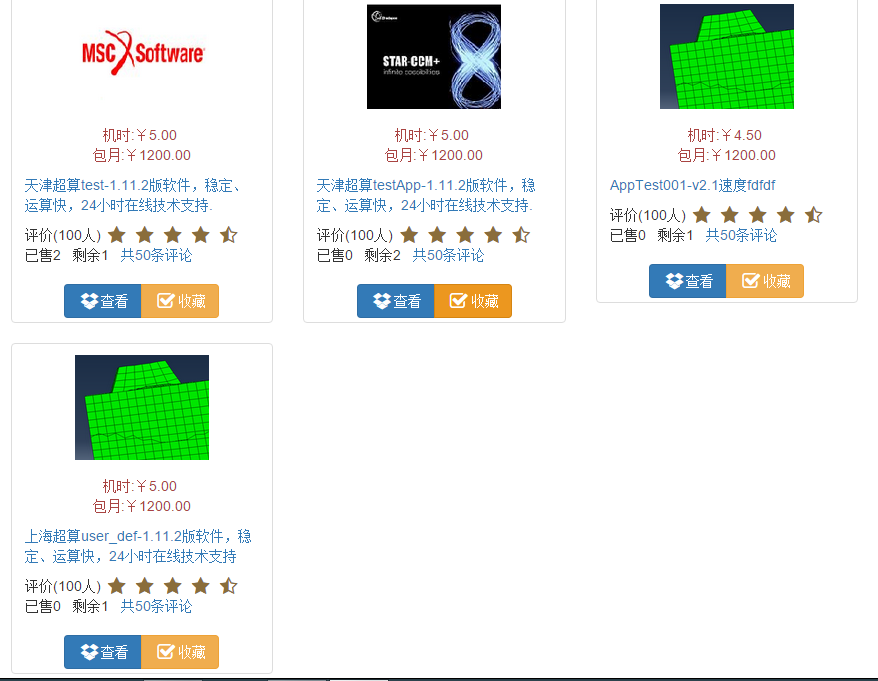 MSC Software
机时:￥5.00
包月:￥1200.00
天津超算test-1.11.2版软件，稳定、
运算快，24小时在线技术支持.
评价(100人)
已售2 剩余1 共50条评论
查看 收藏
STAR-CCM+
机时:￥5.00
包月:￥1200.00
天津超算testApp-1.11.2版软件，稳
定、运算快，24小时在线技术支持.
评价(100人)
已售0 剩余2 共50条评论
查看 收藏
机时:￥4.50
包月:￥1200.00
AppTest001-v2.1速度fdfdf
评价(100人)
已售0 剩余1 共50条评论
查看 收藏
机时:￥5.00
包月:￥1200.00
上海超算user_def-1.11.2版软件，稳
定、运算快，24小时在线技术支持
评价(100人)
已售0 剩余1 共50条评论
查看 收藏